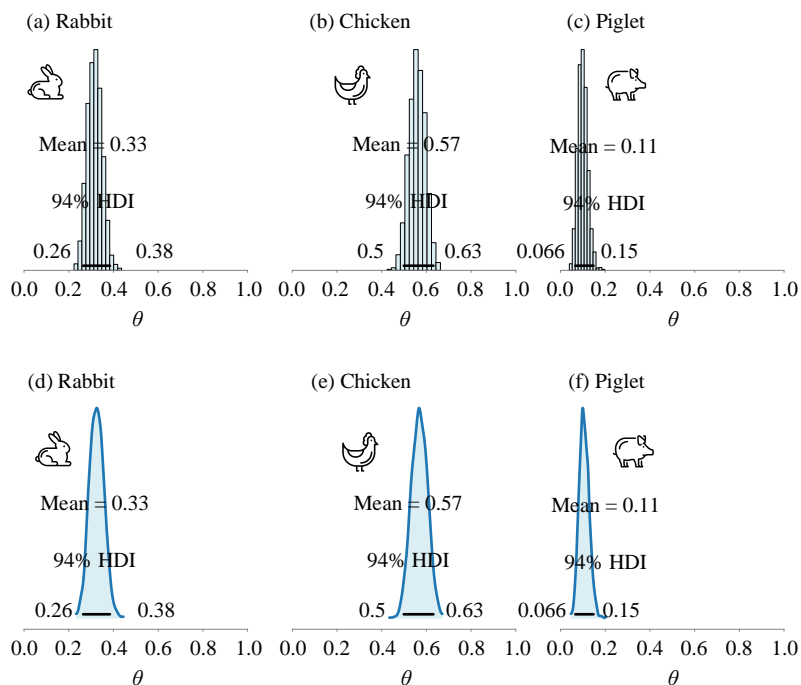 (a) Rabbit
(b) Chicken
(c) Piglet
Mean = 0.33
Mean = 0.57
Mean = 0.11
94% HDI
94% HDI
94% HDI
0.26 0.38
0.5 0.63
0.066 0.15
0.0 0.2 0.4 0.6 0.8 1.0
0.0 0.2 0.4 0.6 0.8 1.0
0.0 0.2 0.4 0.6 0.8 1.0
θ
θ
θ
(d) Rabbit
(e) Chicken
(f) Piglet
Mean = 0.33
Mean = 0.57
Mean = 0.11
94% HDI
94% HDI
94% HDI
0.26 0.38
0.5 0.63
0.066 0.15
0.0 0.2 0.4 0.6 0.8 1.0
0.0 0.2 0.4 0.6 0.8 1.0
0.0 0.2 0.4 0.6 0.8 1.0
θ
θ
θ